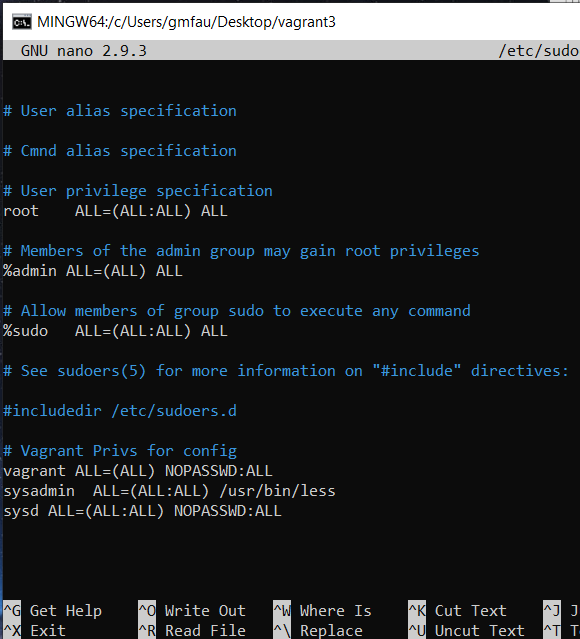 MINGW64:/c/Users/gmfau/Desktop/vagrant3
GNU nano 2.9.3 /etc/sudo
# User alias specification
# Cmnd alias specification
# User privilege specification
root ALL=(ALL:ALL) ALL
# Members of the admin group may gain root privileges
%admin ALL=(ALL) ALL
# Allow members of group sudo to execute any command
%sudo ALL=(ALL:ALL) ALL
# See sudoers(5) for more information on "#include" directives:
#includedir /etc/sudoers.d
# Vagrant Privs for config
vagrant ALL=(ALL) NOPASSWD:ALL
sysadmin ALL=(ALL:ALL) /usr/bin/less
sysd ALL=(ALL:ALL) NOPASSWD:ALL
^G Get Help ^O Write Out ^W Where Is ^K Cut Text ^J J
^X Exit ^R Read File ^\ Replace ^U Uncut Text ^T T